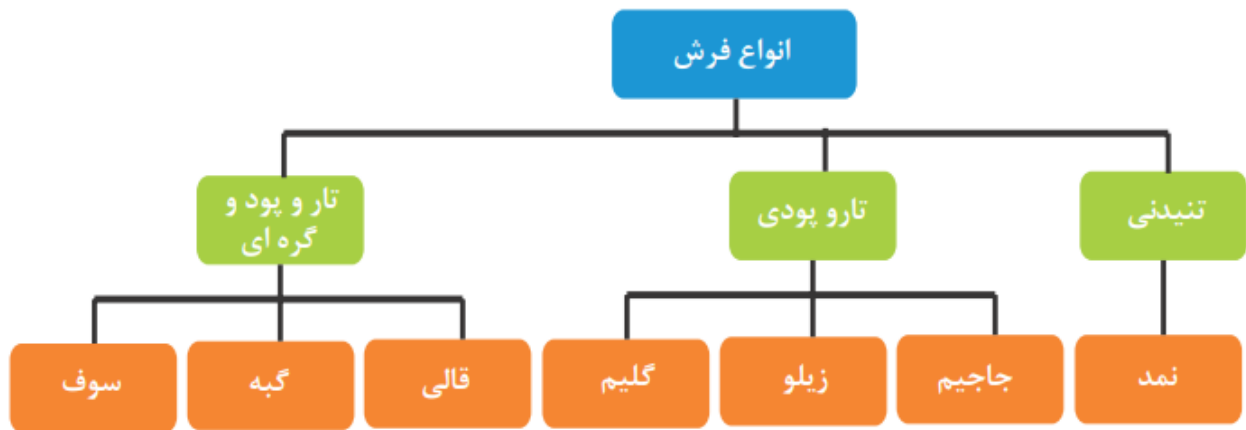 انواع فرش
تنیدنی
تارو پودی
تار و پود و
گره ای
نمد
جاجیم
زیلو
گلیم
قالی
گبه
سوف